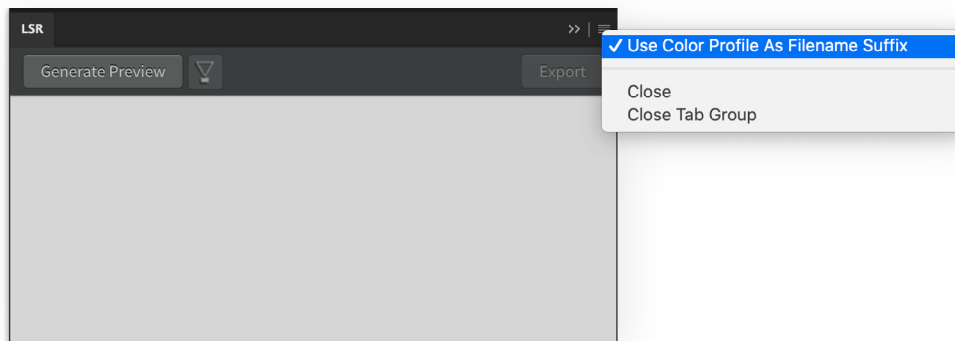 LSR
Generate Preview
Export
✓ Use Color Profile As Filename Suffix
Close
Close Tab Group